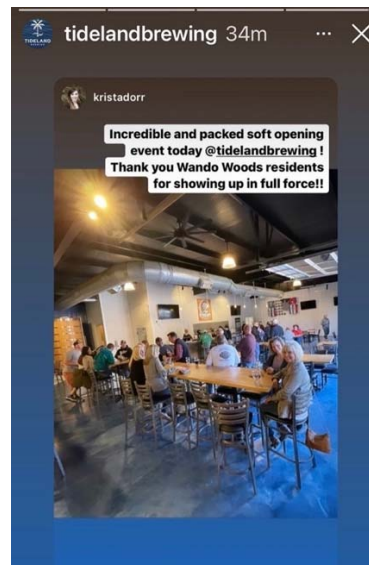 TIDELAND
tidelandbrewing 34m
kristadorr
Incredible and packed soft opening
event today @tidelandbrewing !
Thank you Wando Woods residents
for showing up in full force!!